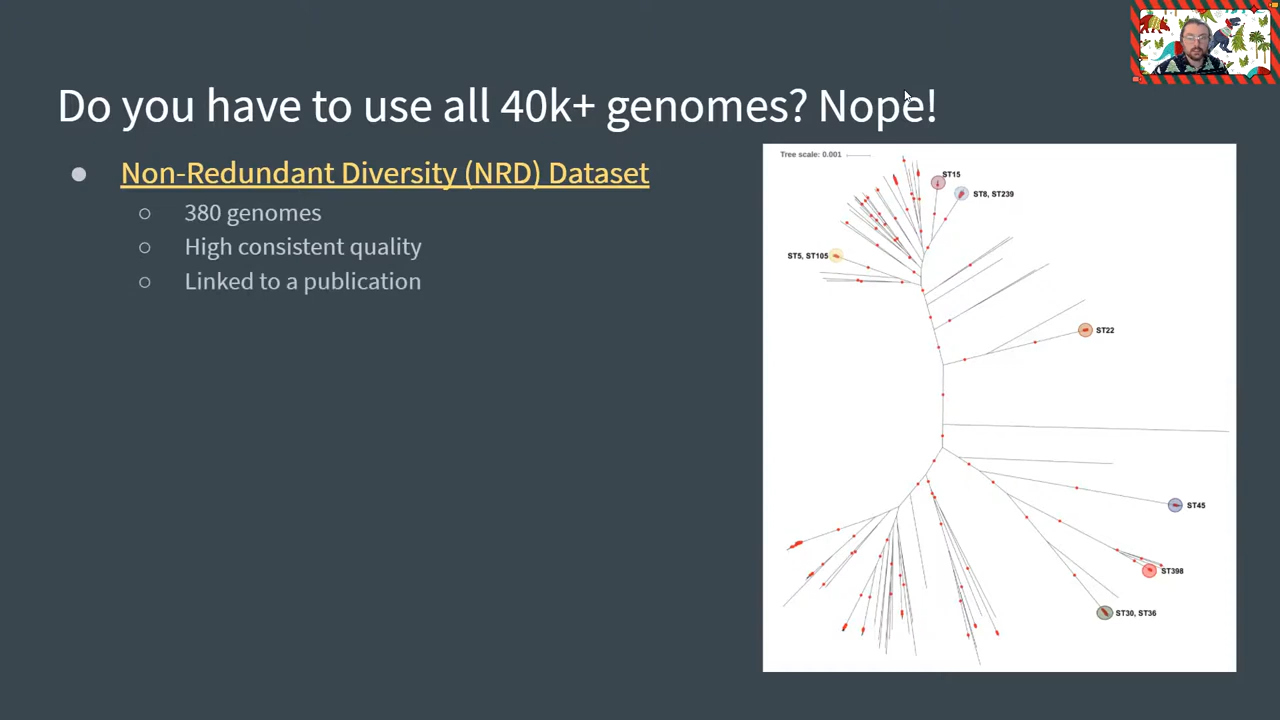 Do you have to use all 40k+ genomes? Nope!
● Non-Redundant Diversity (NRD) Dataset
○ 380 genomes
○ High consistent quality
○ Linked to a publication
Tree scale: 0.001
ST15
ST8, ST239
ST5, ST105
ST22
ST45
ST398
ST30, ST36